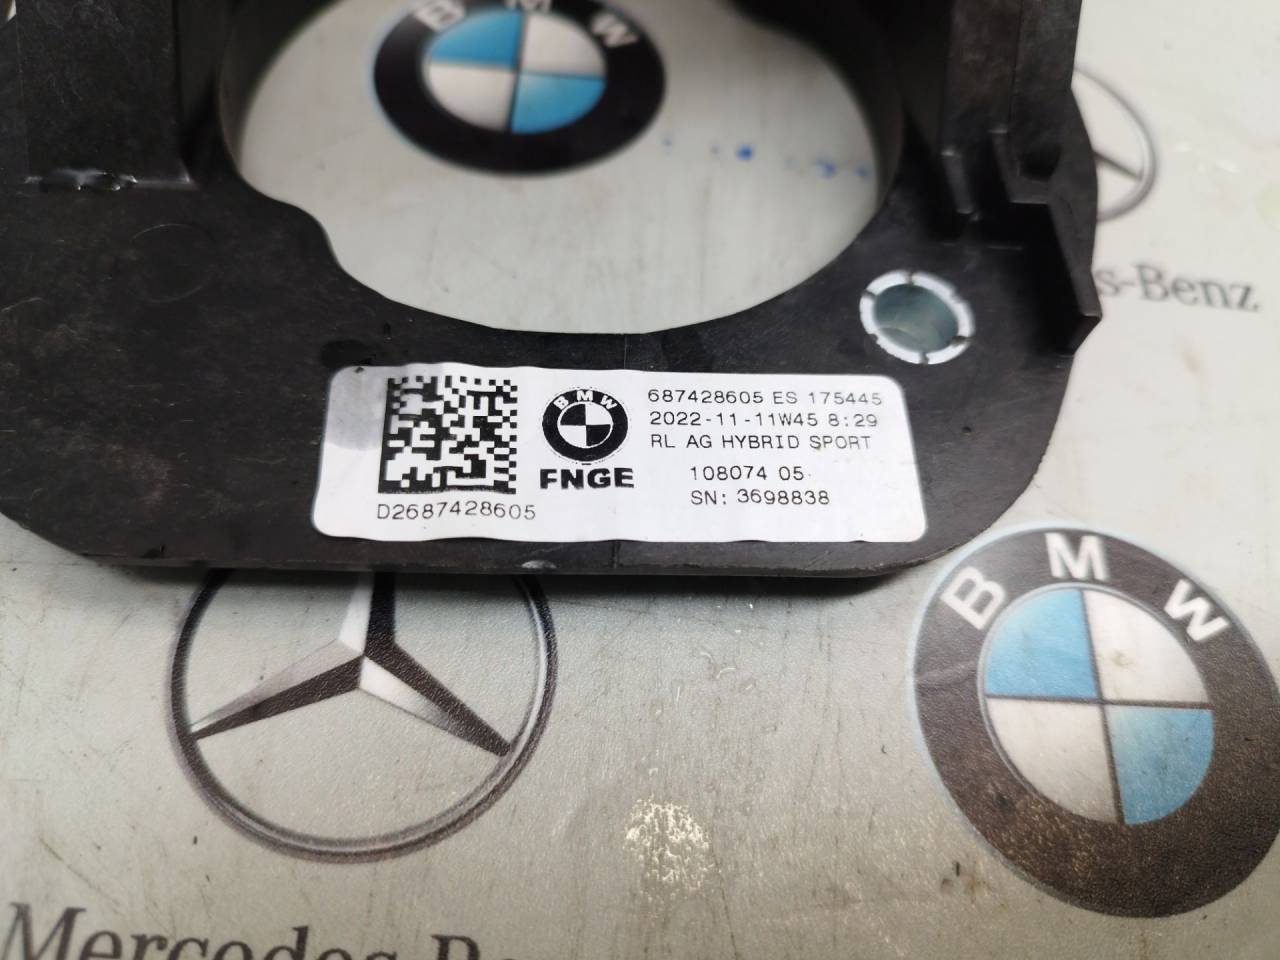 BMW
s-Benz
BMW
FNGE
D2687428605
687428605 ES 175445
2022-11-11W45 8:29
RL AG HYBRID SPORT
108074 05
SN: 3698838
BMW
Mercedes